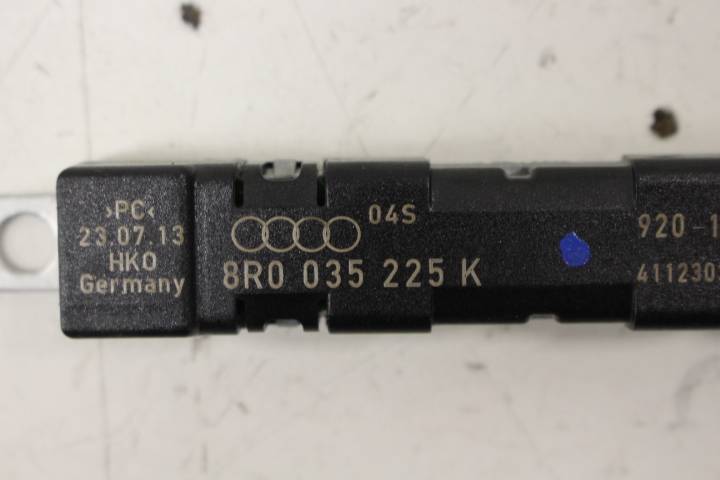 ›PC‹
23.07.13
HKO
Germany
04S
8R0 035 225 K
920-1
411230